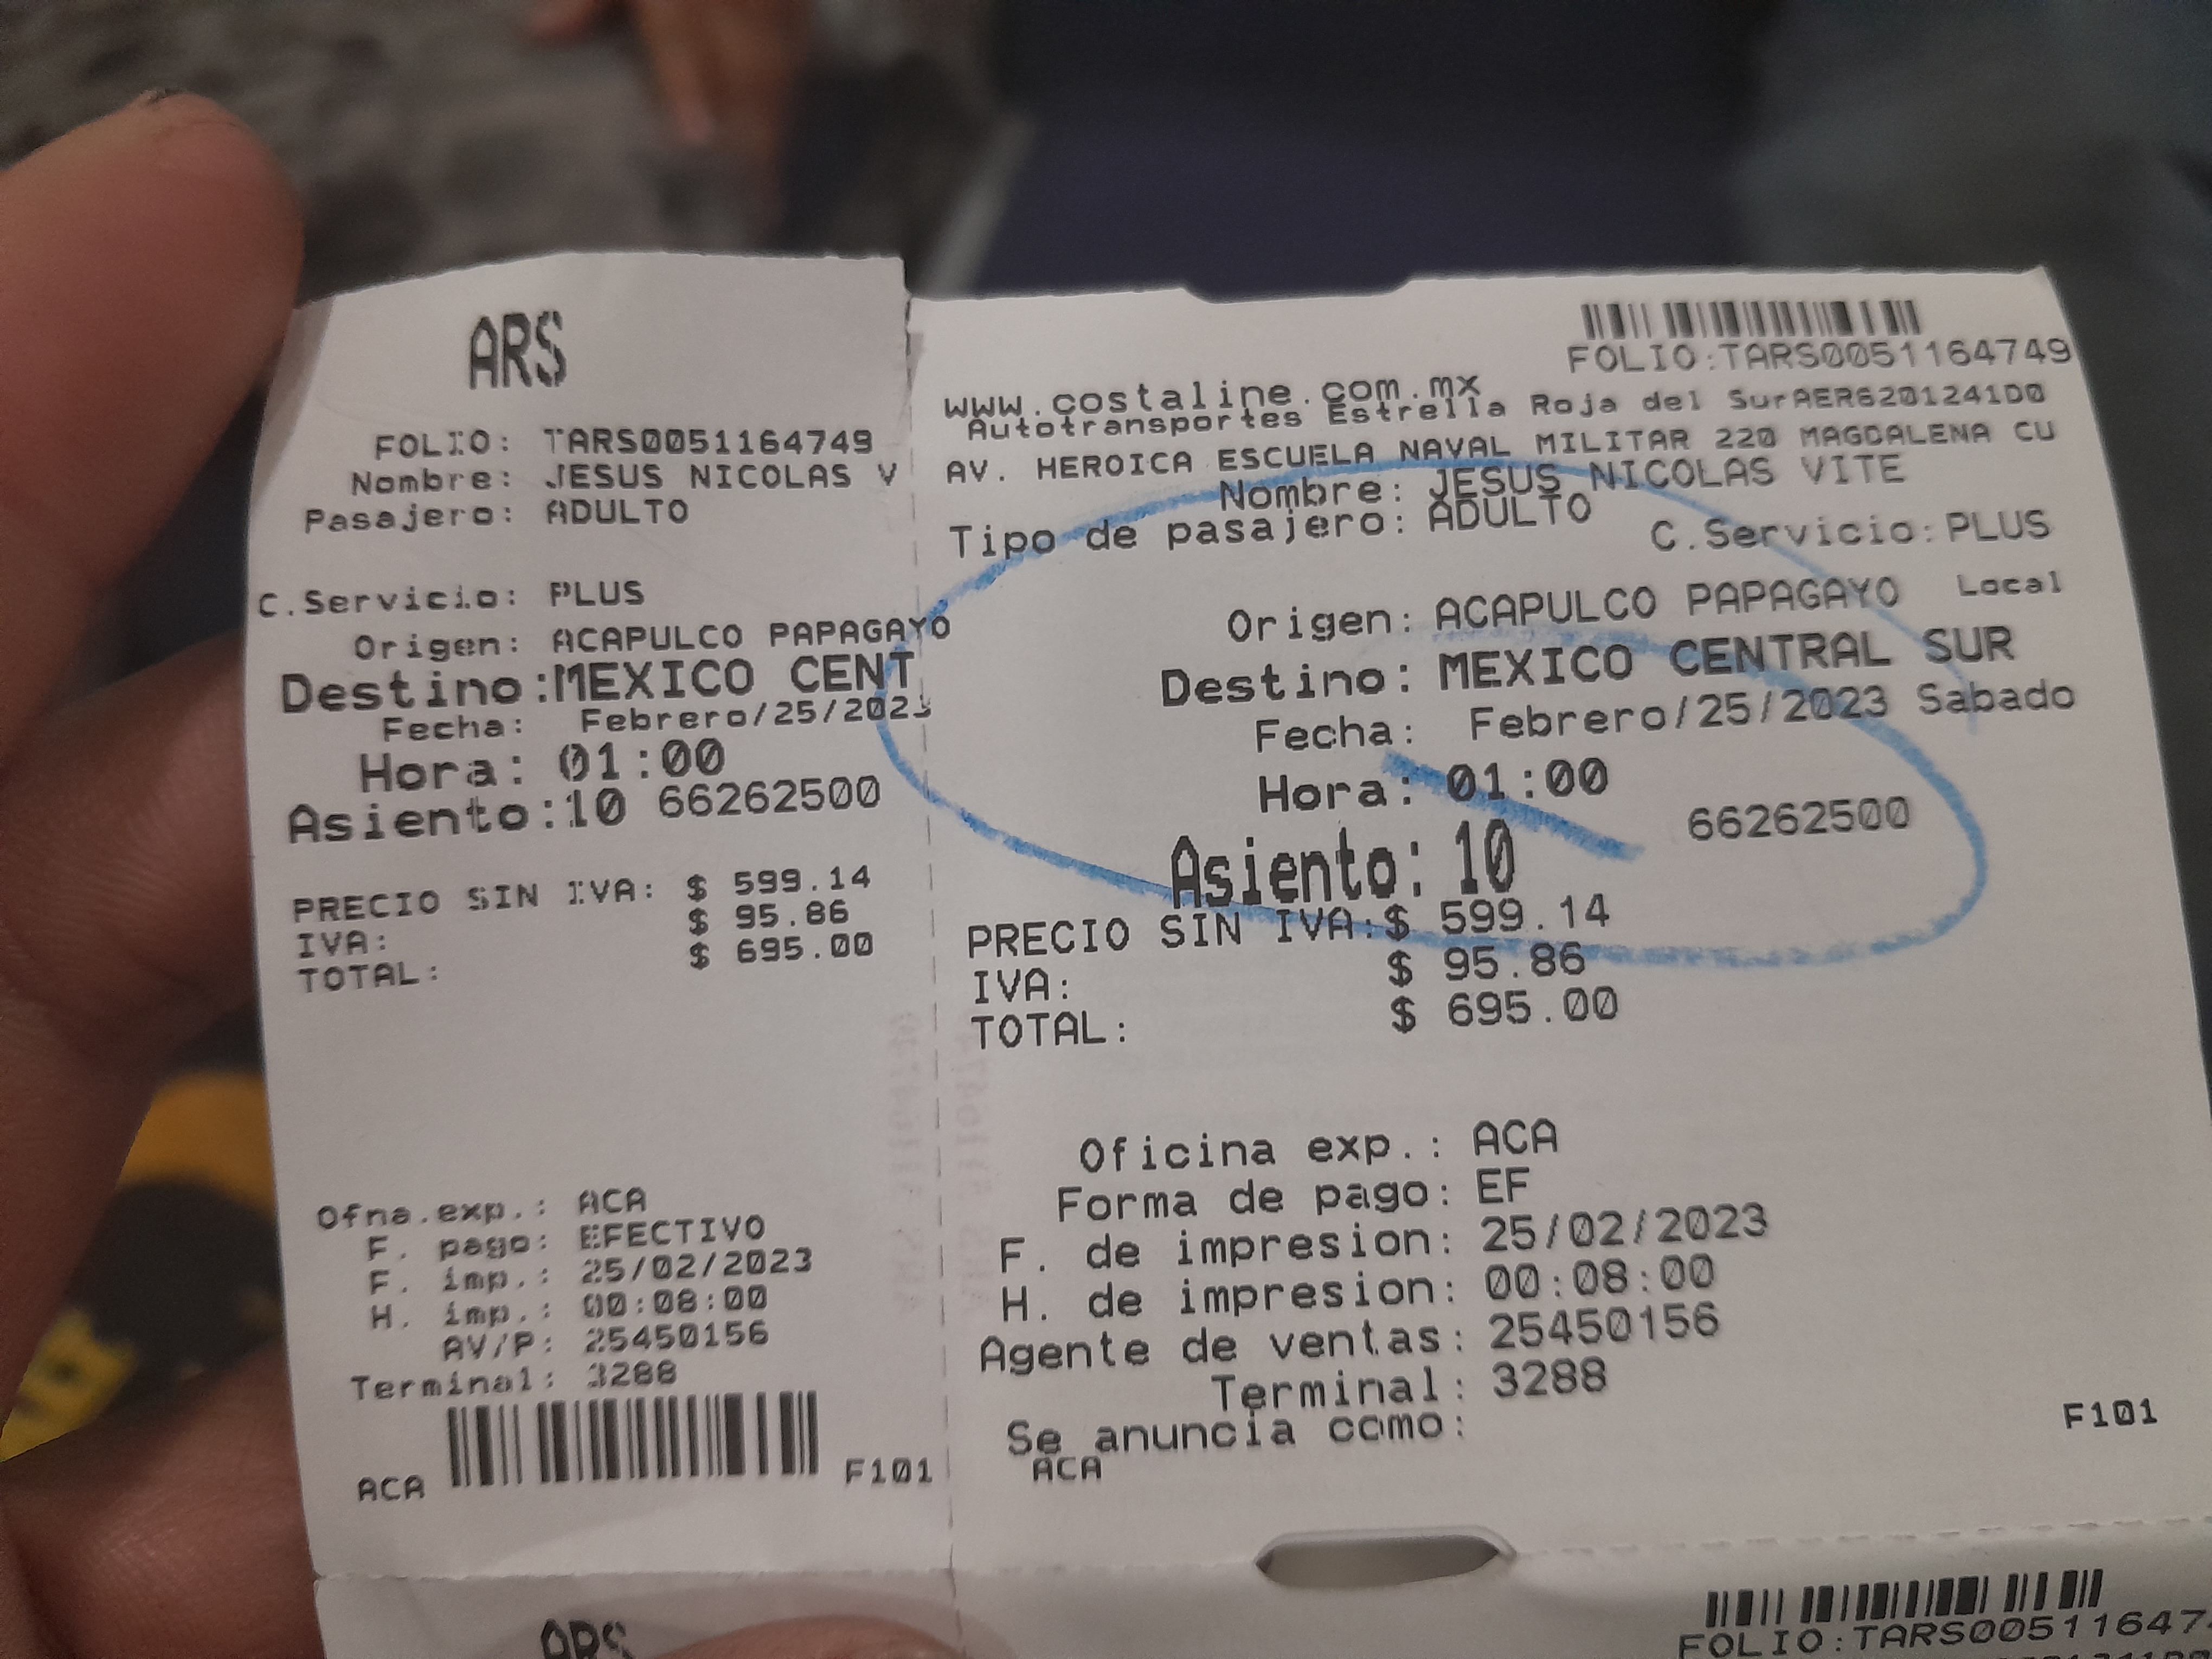 ARS
FOLIO: TARS0051164749
Nombre: JESUS NICOLAS V
Pasajero: ADULTO
C.Servicio: PLUS
Origen: ACAPULCO PAPAGAYO
Destino:MEXICO CENT
Fecha: Febrero/25/2023
Hora: 01:00
Asiento:10 66262500
PRECIO SIN IVA: $ 599.14
IVA: $ 95.86
TOTAL: $ 695.00
Ofna.exp.: ACA
F. pago: EFECTIVO
F. imp.: 25/02/2023
H. imp.: 00:08:00
AV/P: 25450156
Terminal: 3288
ACA F101
FOLIO:TARS0051164749
www.costaline.com.mx
Autotransportes Estrella Roja del SurAER6201241D0
AV. HEROICA ESCUELA NAVAL MILITAR 220 MAGDALENA CU
Nombre: JESUS NICOLAS VITE
Tipo de pasajero: ADULTO
C.Servicio:PLUS
Origen: ACAPULCO PAPAGAYO Local
Destino: MEXICO CENTRAL SUR
Fecha: Febrero/25/2023 Sabado
Hora: 01:00
66262500
Asiento: 10
PRECIO SIN IVA:$ 599.14
IVA: $ 95.86
TOTAL: $ 695.00
Oficina exp.: ACA
Forma de pago: EF
F. de impresion: 25/02/2023
H. de impresion: 00:08:00
Agente de ventas: 25450156
Terminal: 3288
Se anuncia como:
ACA
F101
ARS
FOLIO:TARS005116474